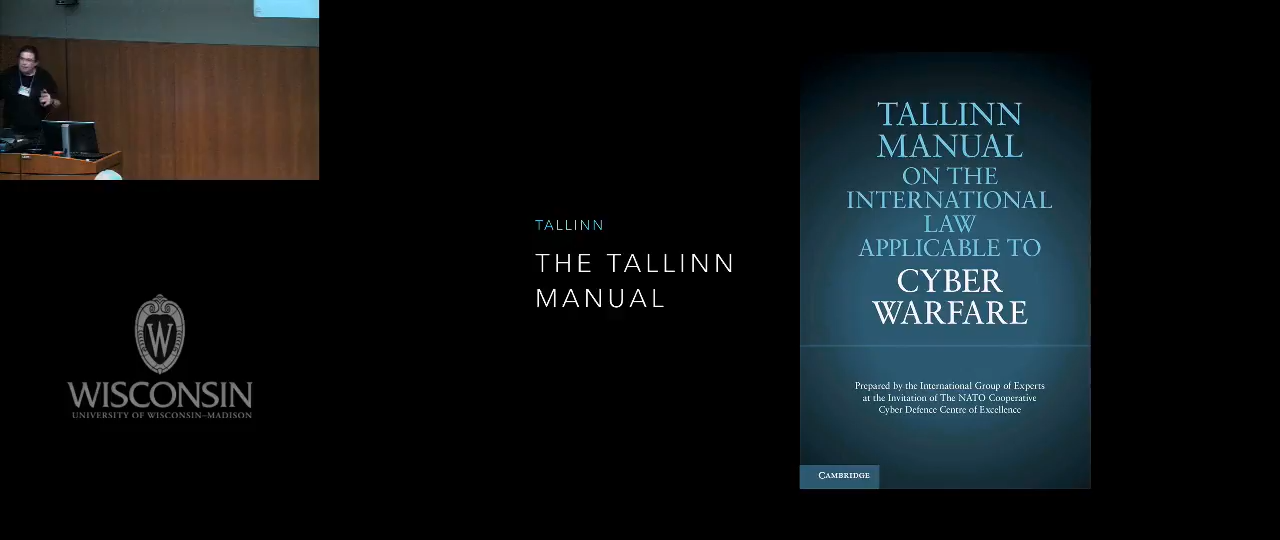 TALLINN
THE TALLINN
MANUAL
TALLINN
MANUAL
ON THE
INTERNATIONAL
LAW
APPLICABLE TO
CYBER
WARFARE
Prepared by the International Group of Experts
at the Invitation of The NATO Cooperative
Cyber Defence Centre of Excellence
CAMBRIDGE
W
WISCONSIN
UNIVERSITY OF WISCONSIN–MADISON